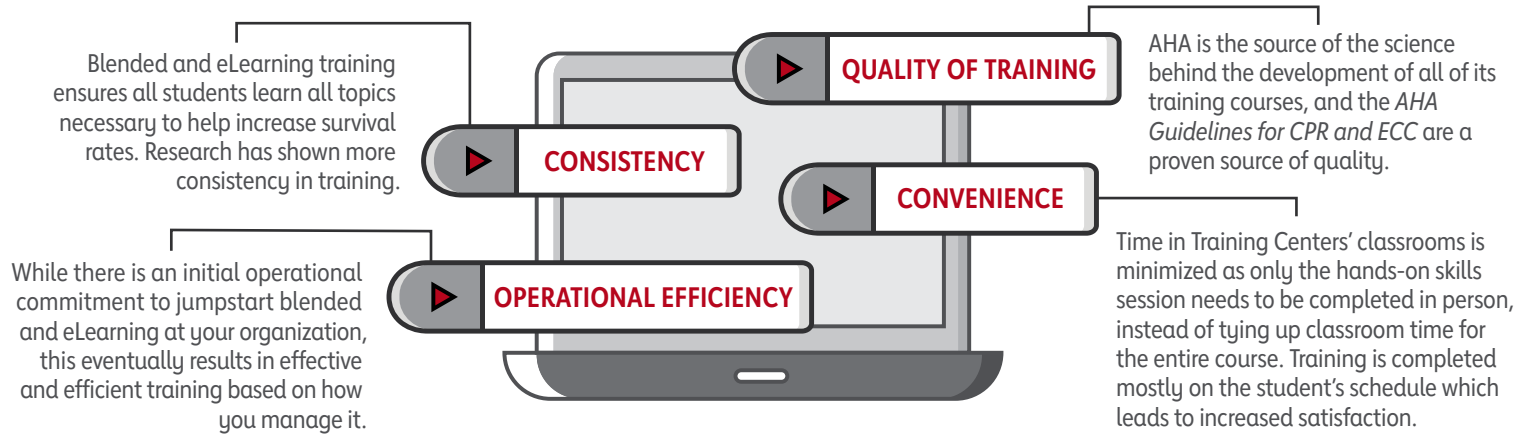 Blended and eLearning training
ensures all students learn all topics
necessary to help increase survival
rates. Research has shown more
consistency in training.
CONSISTENCY
QUALITY OF TRAINING
AHA is the source of the science
behind the development of all of its
training courses, and the AHA
Guidelines for CPR and ECC are a
proven source of quality.
While there is an initial operational
commitment to jumpstart blended
and eLearning at your organization,
this eventually results in effective
and efficient training based on how
you manage it.
OPERATIONAL EFFICIENCY
CONVENIENCE
Time in Training Centers’ classrooms is
minimized as only the hands-on skills
session needs to be completed in person,
instead of tying up classroom time for
the entire course. Training is completed
mostly on the student’s schedule which
leads to increased satisfaction.